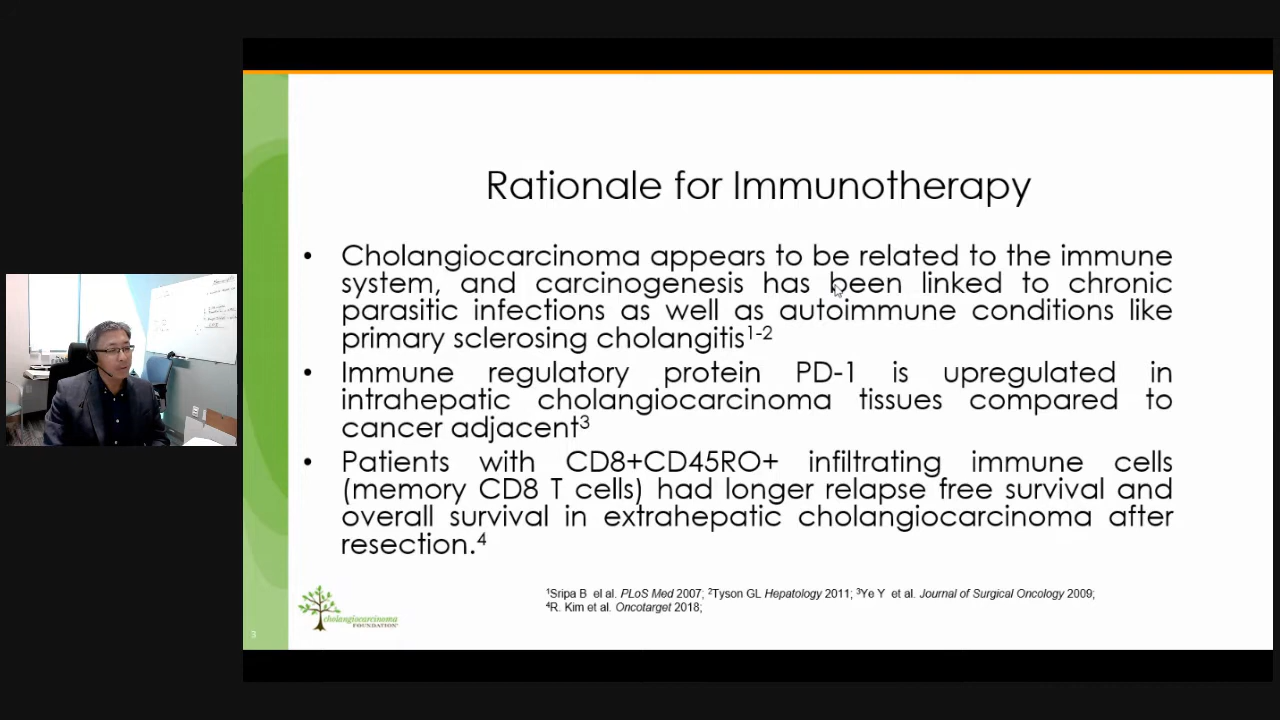 Rationale for Immunotherapy
• Cholangiocarcinoma appears to be related to the immune
system, and carcinogenesis has been linked to chronic
parasitic infections as well as autoimmune conditions like
primary sclerosing cholangitis1-2
• Immune regulatory protein PD-1 is upregulated in
intrahepatic cholangiocarcinoma tissues compared to
cancer adjacent3
• Patients with CD8+CD45RO+ infiltrating immune cells
(memory CD8 T cells) had longer relapse free survival and
overall survival in extrahepatic cholangiocarcinoma after
resection.4
1Sripa B el al. PLoS Med 2007; 2Tyson GL Hepatology 2011; 3Ye Y et al. Journal of Surgical Oncology 2009;
4R. Kim et al. Oncotarget 2018;
cholangiocarcinoma
FOUNDATION
3